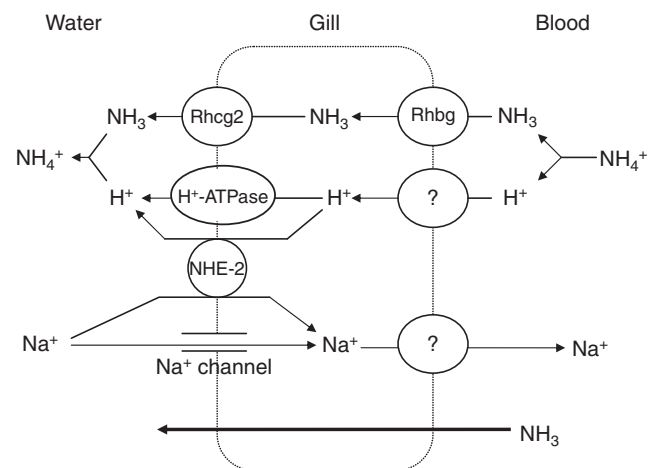 Water Gill Blood
NH₃ Rhcg2 NH₃ Rhbg NH₃
NH₄⁺ NH₄⁺
H⁺ H⁺-ATPase H⁺ ? H⁺
NHE-2
Na⁺ Na⁺ ? Na⁺
Na⁺ channel
NH₃